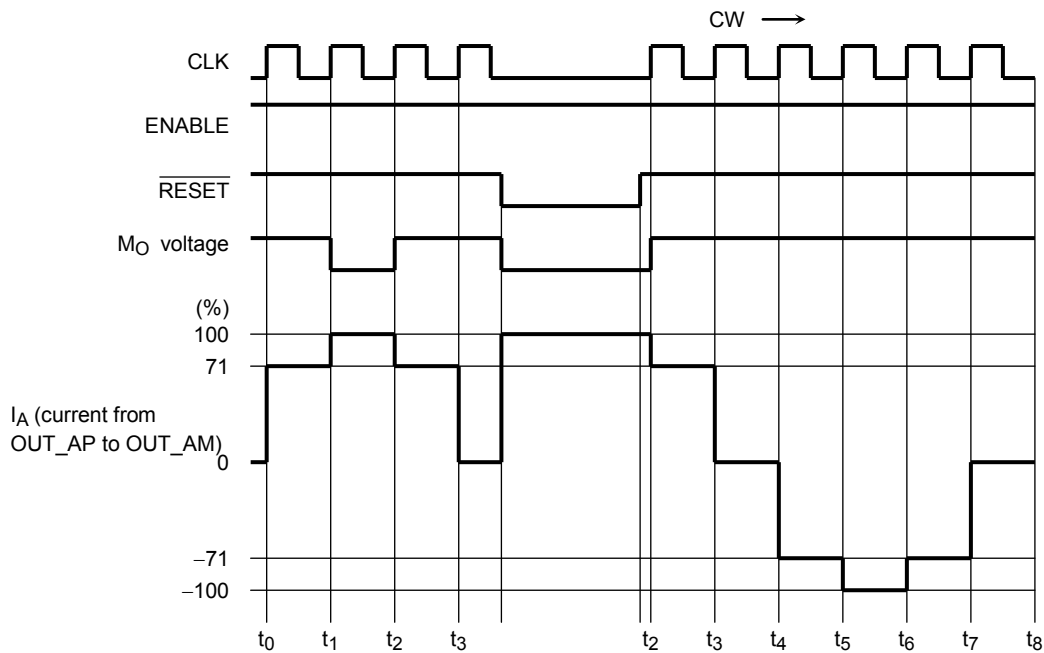 CW
CLK
ENABLE
RESET
MO voltage
(%)
100
71
IA (current from
OUT_AP to OUT_AM)
0
−71
−100
t0 t1 t2 t3 t2 t3 t4 t5 t6 t7 t8